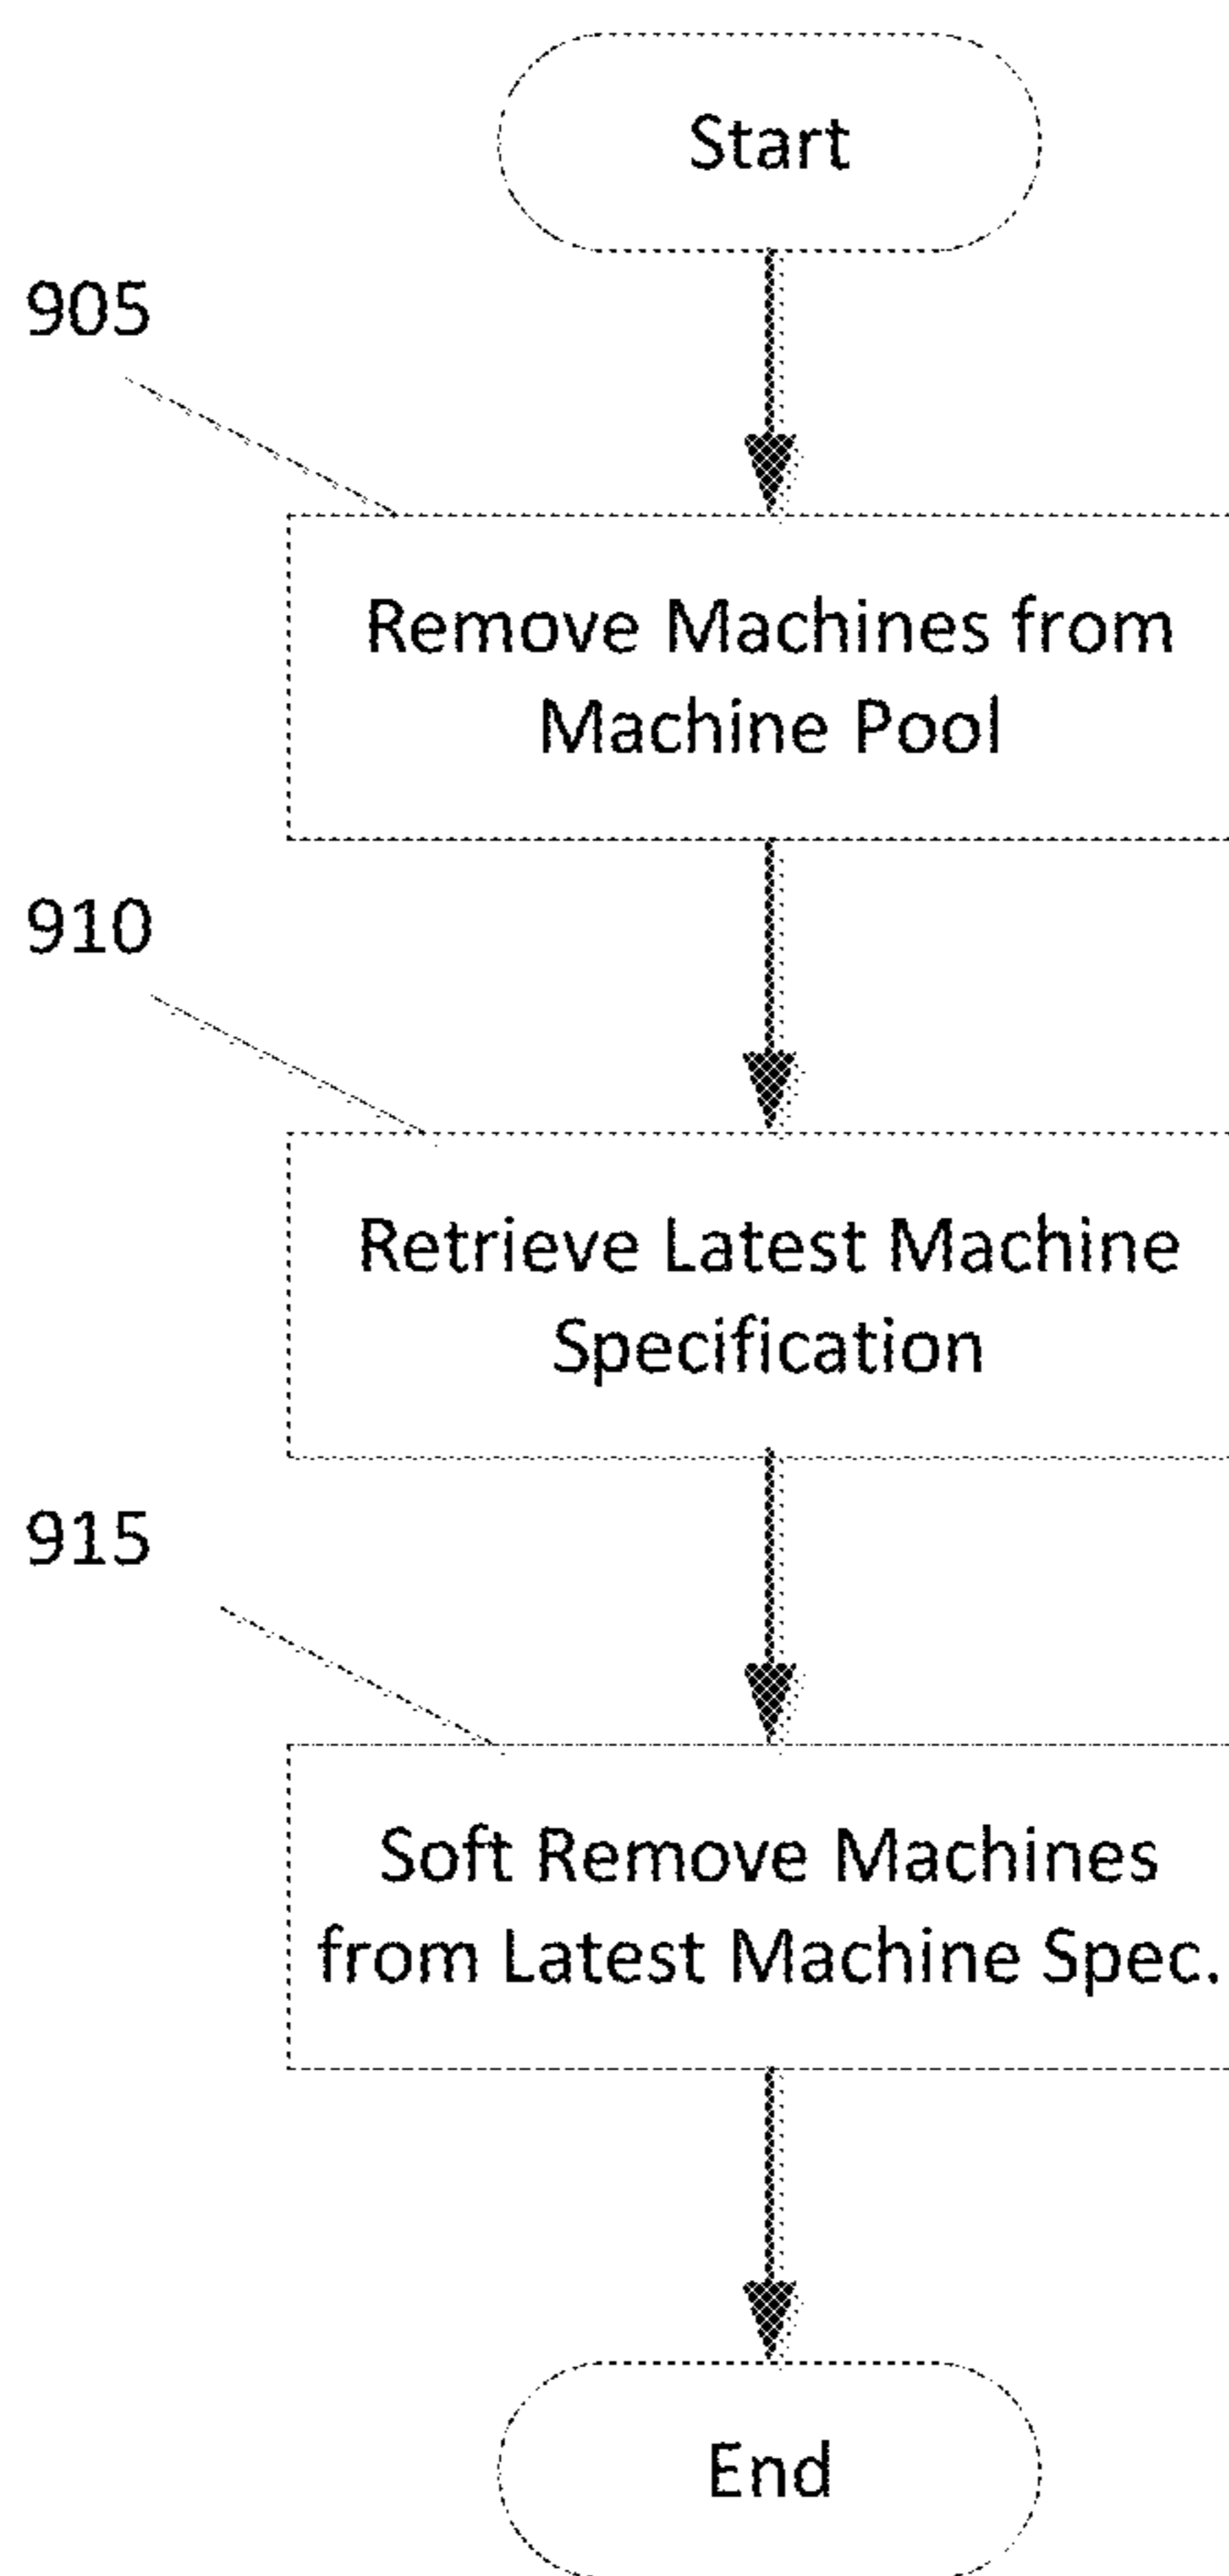 Start
905
Remove Machines from
Machine Pool
910
Retrieve Latest Machine
Specification
915
Soft Remove Machines
from Latest Machine Spec.
End